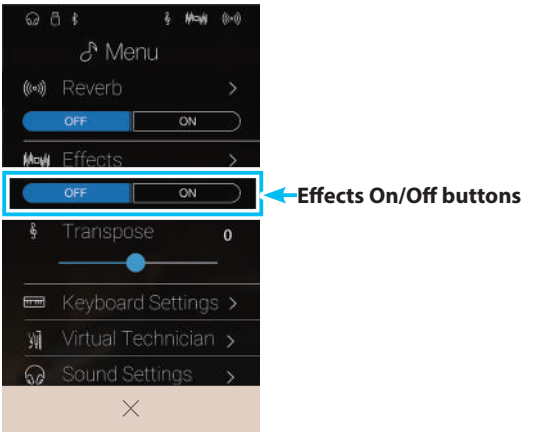 Menu
Reverb
OFF ON
Effects
OFF ON
Effects On/Off buttons
Transpose 0
Keyboard Settings
Virtual Technician
Sound Settings